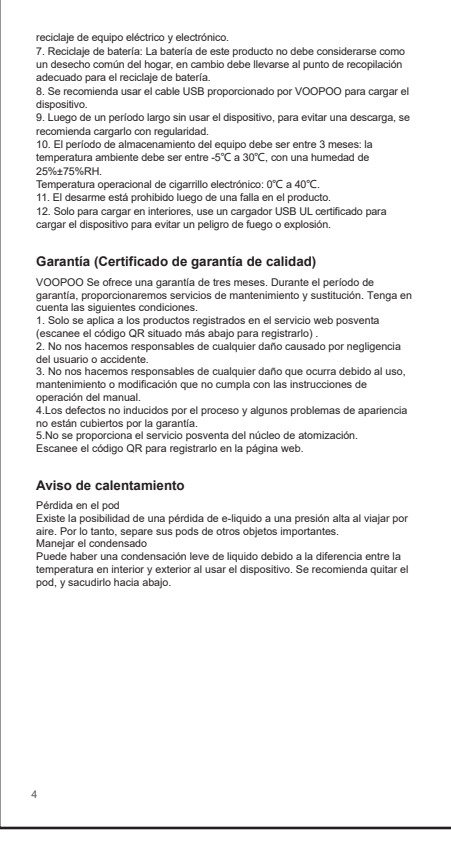 reciclaje de equipo eléctrico y electrónico.
7. Reciclaje de batería: La batería de este producto no debe considerarse como
un desecho común del hogar, en cambio debe llevarse al punto de recopilación
adecuado para el reciclaje de batería.
8. Se recomienda usar el cable USB proporcionado por VOOPOO para cargar el
dispositivo.
9. Luego de un período largo sin usar el dispositivo, para evitar una descarga, se
recomienda cargarlo con regularidad.
10. El período de almacenamiento del equipo debe ser entre 3 meses: la
temperatura ambiente debe ser entre -5℃ a 30℃, con una humedad de
25%±75%RH.
Temperatura operacional de cigarrillo electrónico: 0℃ a 40℃.
11. El desarme está prohibido luego de una falla en el producto.
12. Solo para cargar en interiores, use un cargador USB UL certificado para
cargar el dispositivo para evitar un peligro de fuego o explosión.
Garantía (Certificado de garantía de calidad)
VOOPOO Se ofrece una garantía de tres meses. Durante el período de
garantía, proporcionaremos servicios de mantenimiento y sustitución. Tenga en
cuenta las siguientes condiciones.
1. Solo se aplica a los productos registrados en el servicio web posventa
(escanee el código QR situado más abajo para registrarlo) .
2. No nos hacemos responsables de cualquier daño causado por negligencia
del usuario o accidente.
3. No nos hacemos responsables de cualquier daño que ocurra debido al uso,
mantenimiento o modificación que no cumpla con las instrucciones de
operación del manual.
4.Los defectos no inducidos por el proceso y algunos problemas de apariencia
no están cubiertos por la garantía.
5.No se proporciona el servicio posventa del núcleo de atomización.
Escanee el código QR para registrarlo en la página web.
Aviso de calentamiento
Pérdida en el pod
Existe la posibilidad de una pérdida de e-liquido a una presión alta al viajar por
aire. Por lo tanto, separe sus pods de otros objetos importantes.
Manejar el condensado
Puede haber una condensación leve de liquido debido a la diferencia entre la
temperatura en interior y exterior al usar el dispositivo. Se recomienda quitar el
pod, y sacudirlo hacia abajo.
4